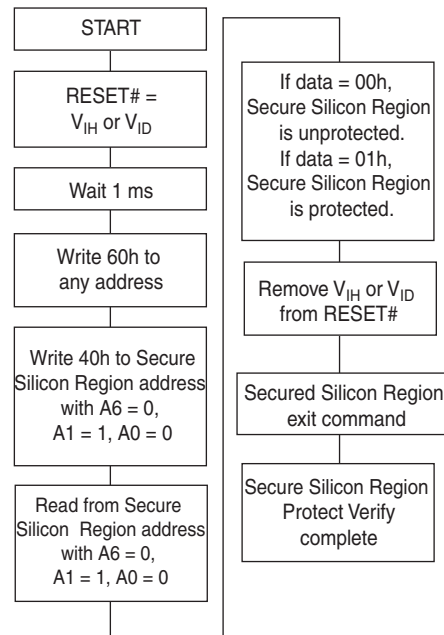 START
RESET# =
VIH or VID
Wait 1 ms
Write 60h to
any address
Write 40h to Secure
Silicon Region address
with A6 = 0,
A1 = 1, A0 = 0
Read from Secure
Silicon Region address
with A6 = 0,
A1 = 1, A0 = 0
If data = 00h,
Secure Silicon Region
is unprotected.
If data = 01h,
Secure Silicon Region
is protected.
Remove VIH or VID
from RESET#
Secured Silicon Region
exit command
Secure Silicon Region
Protect Verify
complete